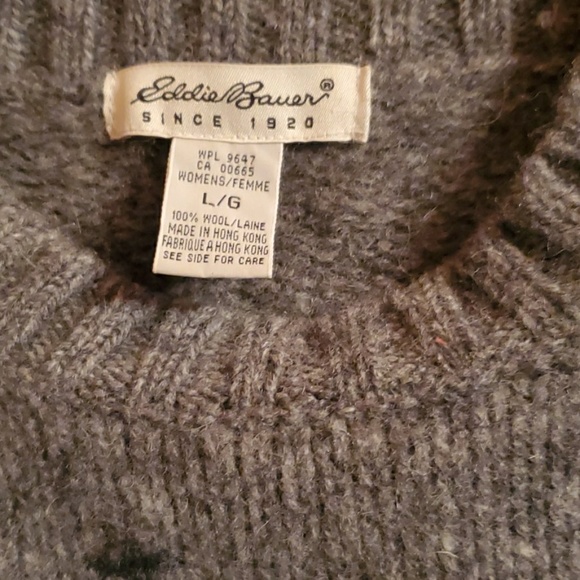 Eddie Bauer®
SINCE 1920
WPL 9647
CA 00665
WOMENS/FEMME
L/G
100% WOOL/LAINE
MADE IN HONG KONG
FABRIQUE A HONG KONG
SEE SIDE FOR CARE